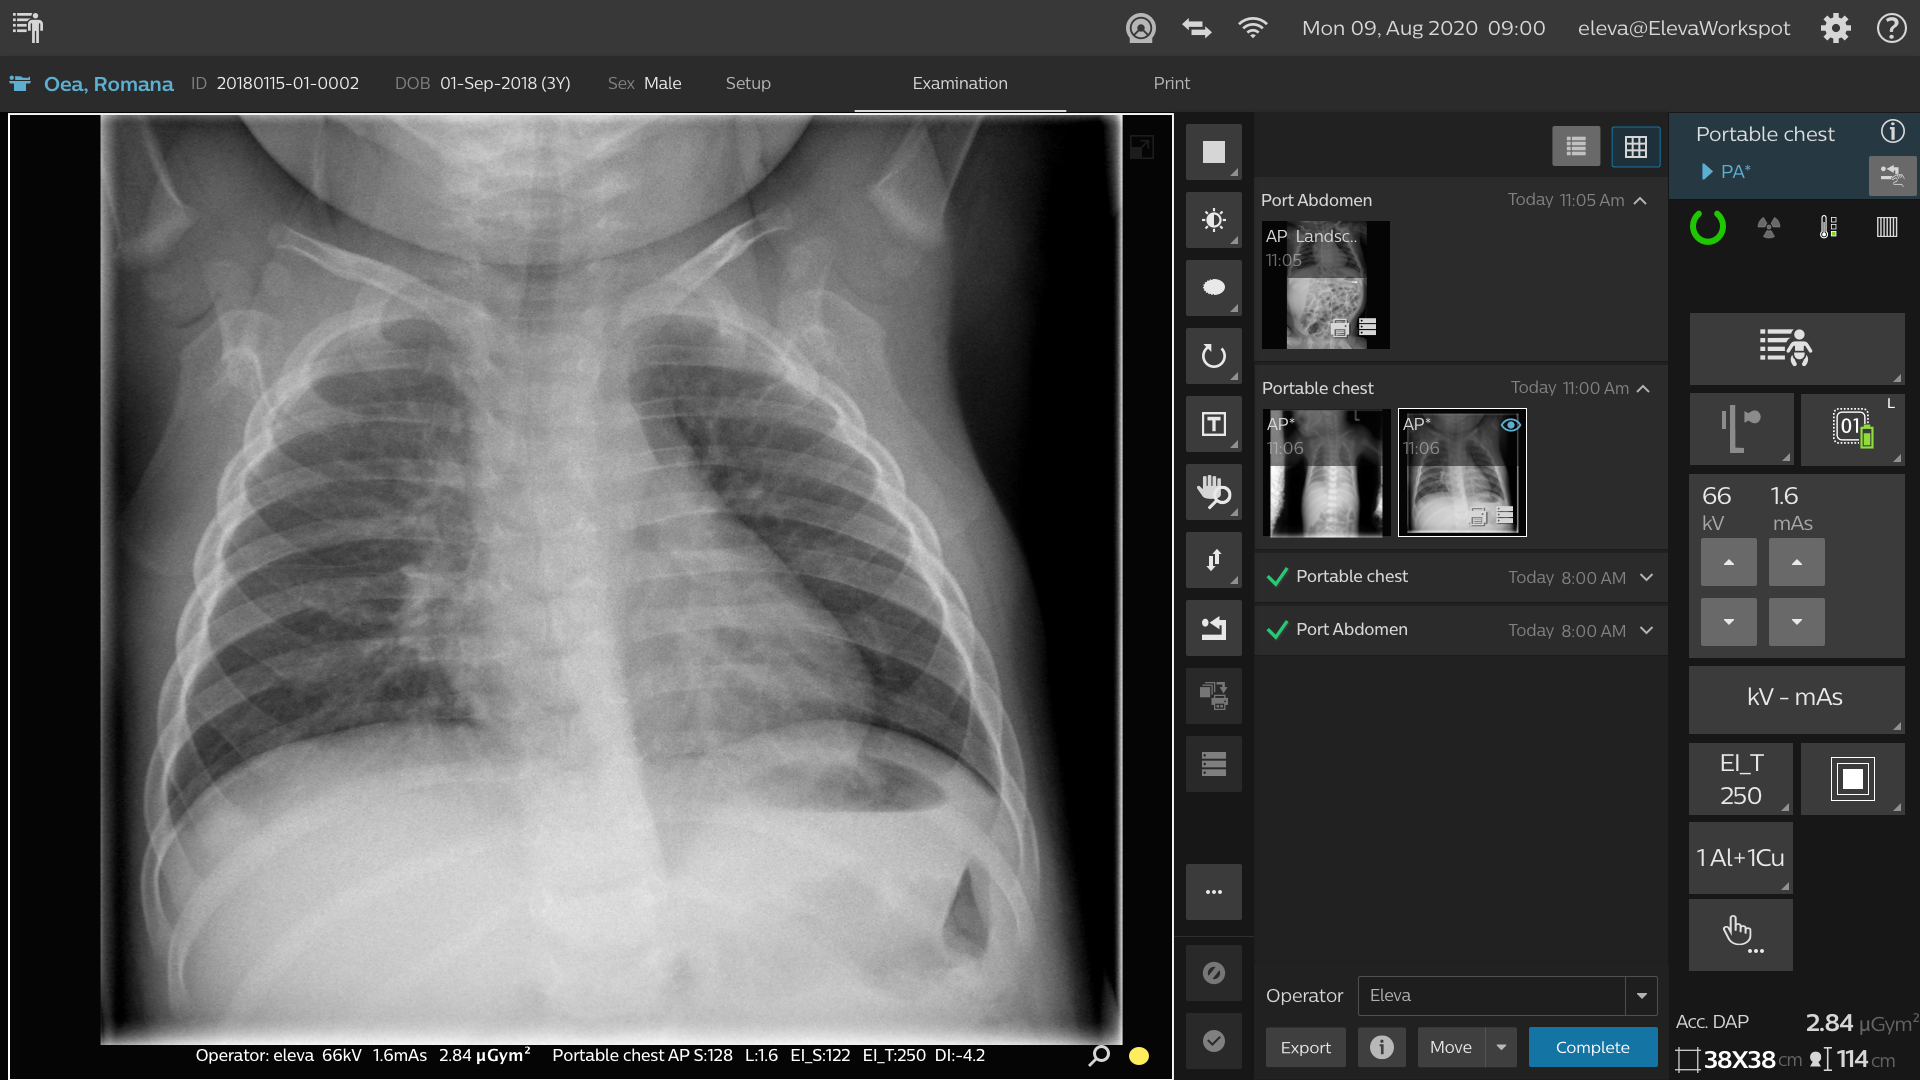 Mon 09, Aug 2020 09:00 eleva@ElevaWorkspot
Oea, Romana ID 20180115-01-0002 DOB 01-Sep-2018 (3Y) Sex Male Setup Examination Print
Operator: eleva 66kV 1.6mAs 2.84 µGym² Portable chest AP S:128 L:1.6 EI_S:122 EI_T:250 DI:-4.2
T
Port Abdomen Today 11:05 Am
AP Landsc..
11:05
Portable chest Today 11:00 Am
AP*
11:06
L
AP*
11:06
Portable chest Today 8:00 AM
Port Abdomen Today 8:00 AM
Operator Eleva
Export Move Complete
Portable chest
PA*
01 L
66 1.6
kV mAs
kV - mAs
EI_T
250
1 Al+1Cu
Acc. DAP 2.84 µGym²
38X38 cm 114 cm